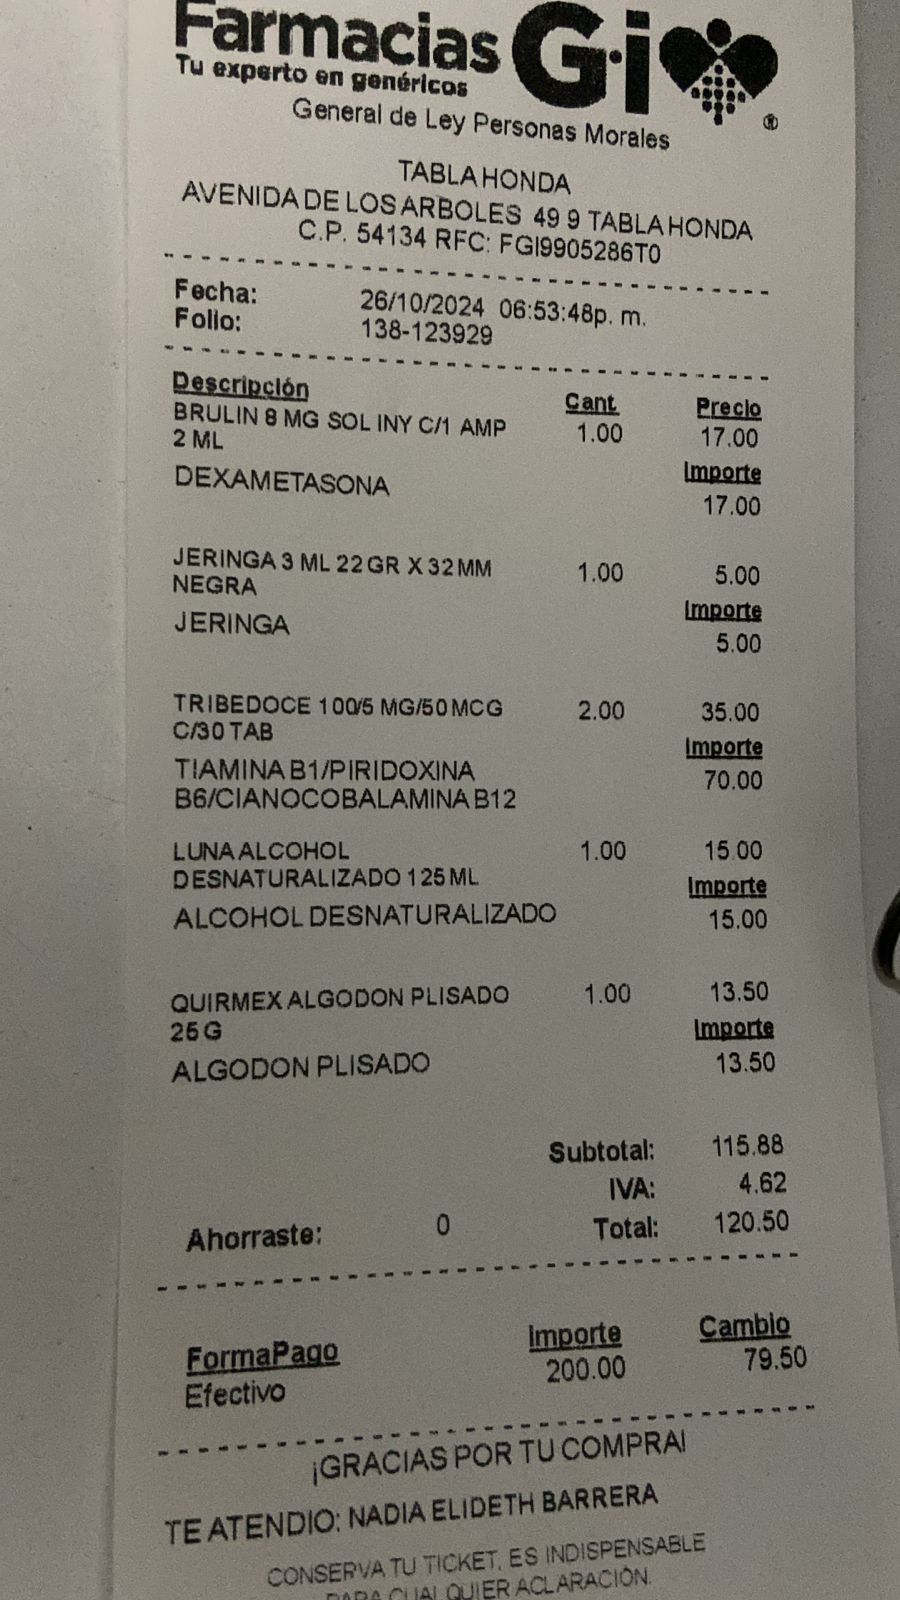 Farmacias G·i ®
Tu experto en genéricos
General de Ley Personas Morales
TABLA HONDA
AVENIDA DE LOS ARBOLES 49 9 TABLA HONDA
C.P. 54134 RFC: FGI9905286T0
Fecha: 26/10/2024 06:53:48p. m.
Folio: 138-123929
Descripción Cant. Precio
BRULIN 8 MG SOL INY C/1 AMP 1.00 17.00
2 ML Importe
DEXAMETASONA 17.00
JERINGA 3 ML 22 GR X 32 MM 1.00 5.00
NEGRA Importe
JERINGA 5.00
TRIBEDOCE 100/5 MG/50 MCG 2.00 35.00
C/30 TAB Importe
TIAMINA B1/PIRIDOXINA 70.00
B6/CIANOCOBALAMINA B12
LUNA ALCOHOL 1.00 15.00
DESNATURALIZADO 125 ML Importe
ALCOHOL DESNATURALIZADO 15.00
QUIRMEX ALGODON PLISADO 1.00 13.50
25 G Importe
ALGODON PLISADO 13.50
Subtotal: 115.88
IVA: 4.62
Ahorraste: 0 Total: 120.50
FormaPago Importe Cambio
Efectivo 200.00 79.50
¡GRACIAS POR TU COMPRA!
TE ATENDIO: NADIA ELIDETH BARRERA
CONSERVA TU TICKET, ES INDISPENSABLE
PARA CUALQUIER ACLARACIÓN.